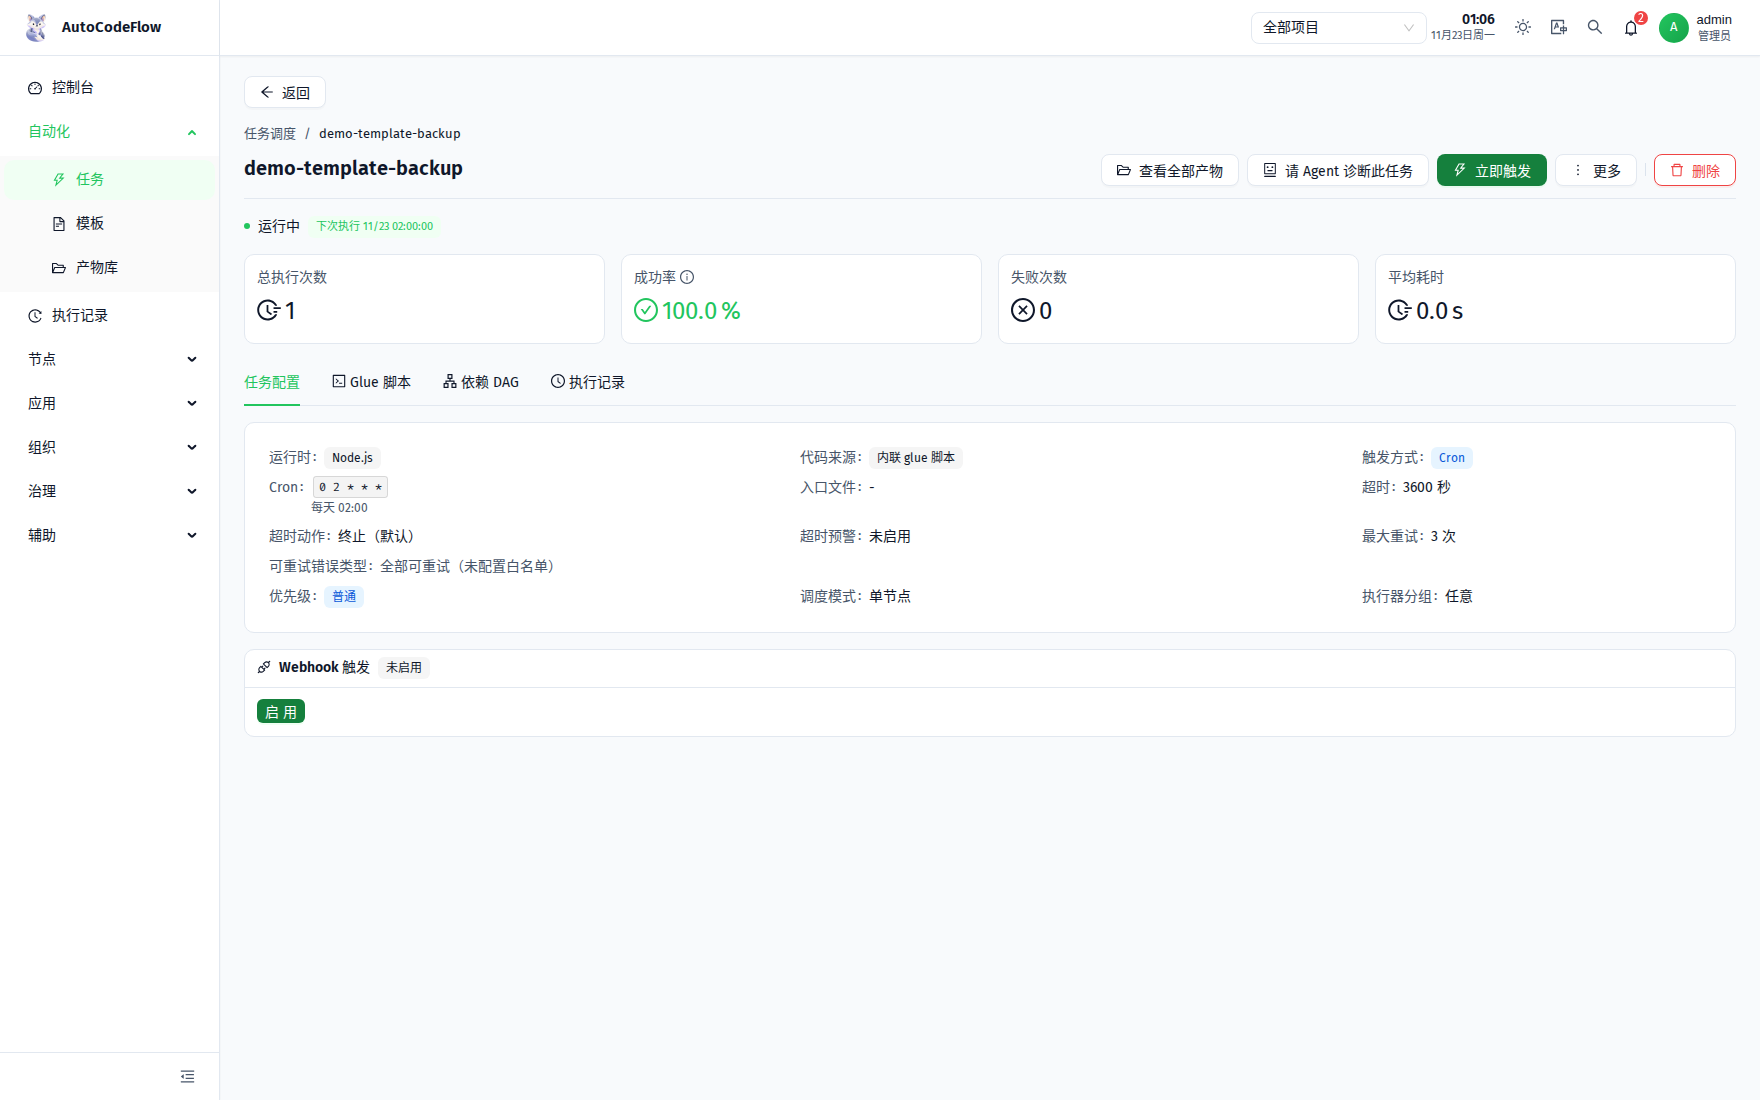 AutoCodeFlow
全部项目
01:06
11月23日周一
2
A
admin
管理员
控制台
自动化
任务
模板
产物库
执行记录
节点
应用
组织
治理
辅助
返回
任务调度 / demo-template-backup
demo-template-backup
查看全部产物
请 Agent 诊断此任务
立即触发
更多
删除
运行中 下次执行 11/23 02:00:00
总执行次数
1
成功率
100.0 %
失败次数
0
平均耗时
0.0 s
任务配置
Glue 脚本
依赖 DAG
执行记录
运行时: Node.js
代码来源: 内联 glue 脚本
触发方式: Cron
Cron: 0 2 * * *
每天 02:00
入口文件: -
超时: 3600 秒
超时动作: 终止（默认）
超时预警: 未启用
最大重试: 3 次
可重试错误类型: 全部可重试（未配置白名单）
优先级: 普通
调度模式: 单节点
执行器分组: 任意
Webhook 触发 未启用
启 用